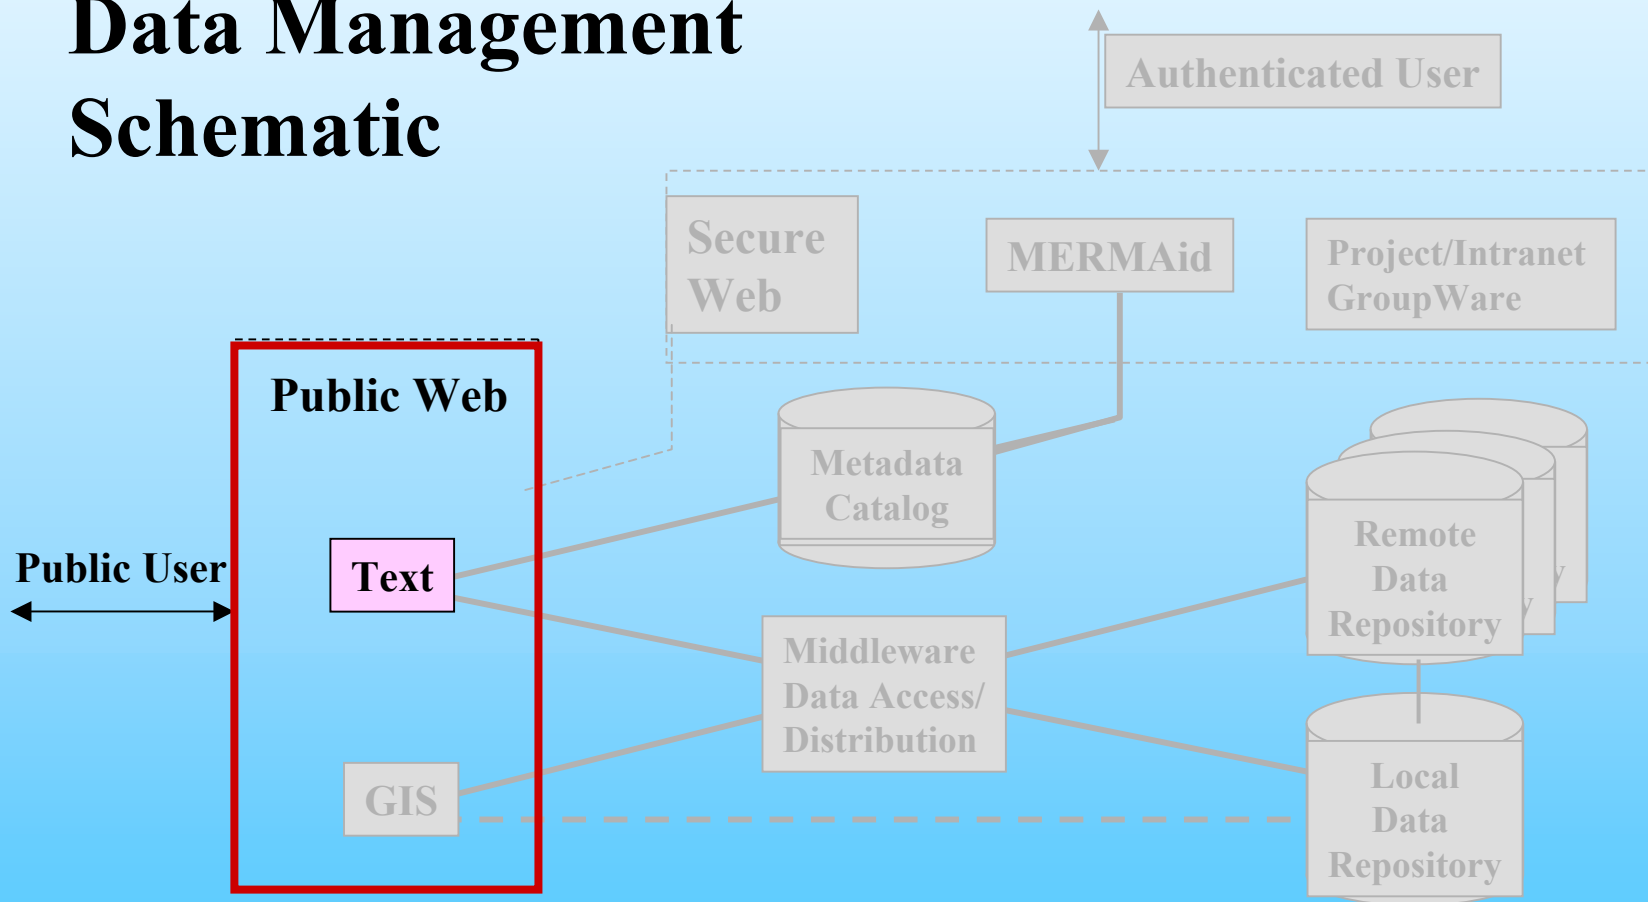 Data Management
Schematic
Authenticated User
Secure
Web
MERMAid
Project/Intranet
GroupWare
Public Web
Metadata
Catalog
Public User
Text
Remote
Data
Repository
y
y
Middleware
Data Access/
Distribution
GIS
Local
Data
Repository